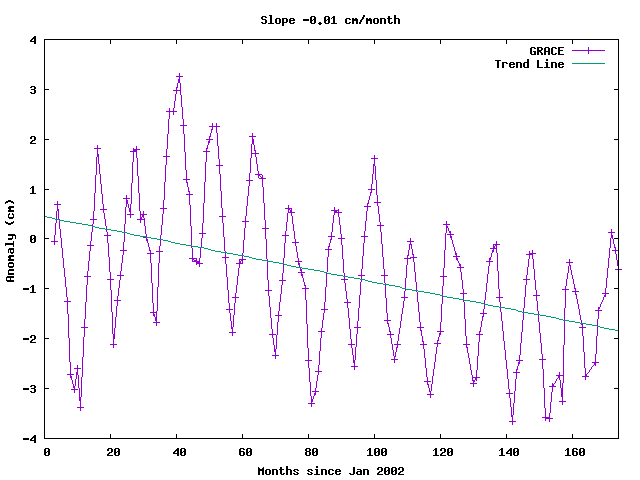 Slope -0.01 cm/month
GRACE
Trend Line
Anomaly (cm)
4
3
2
1
0
-1
-2
-3
-4
0 20 40 60 80 100 120 140 160
Months since Jan 2002